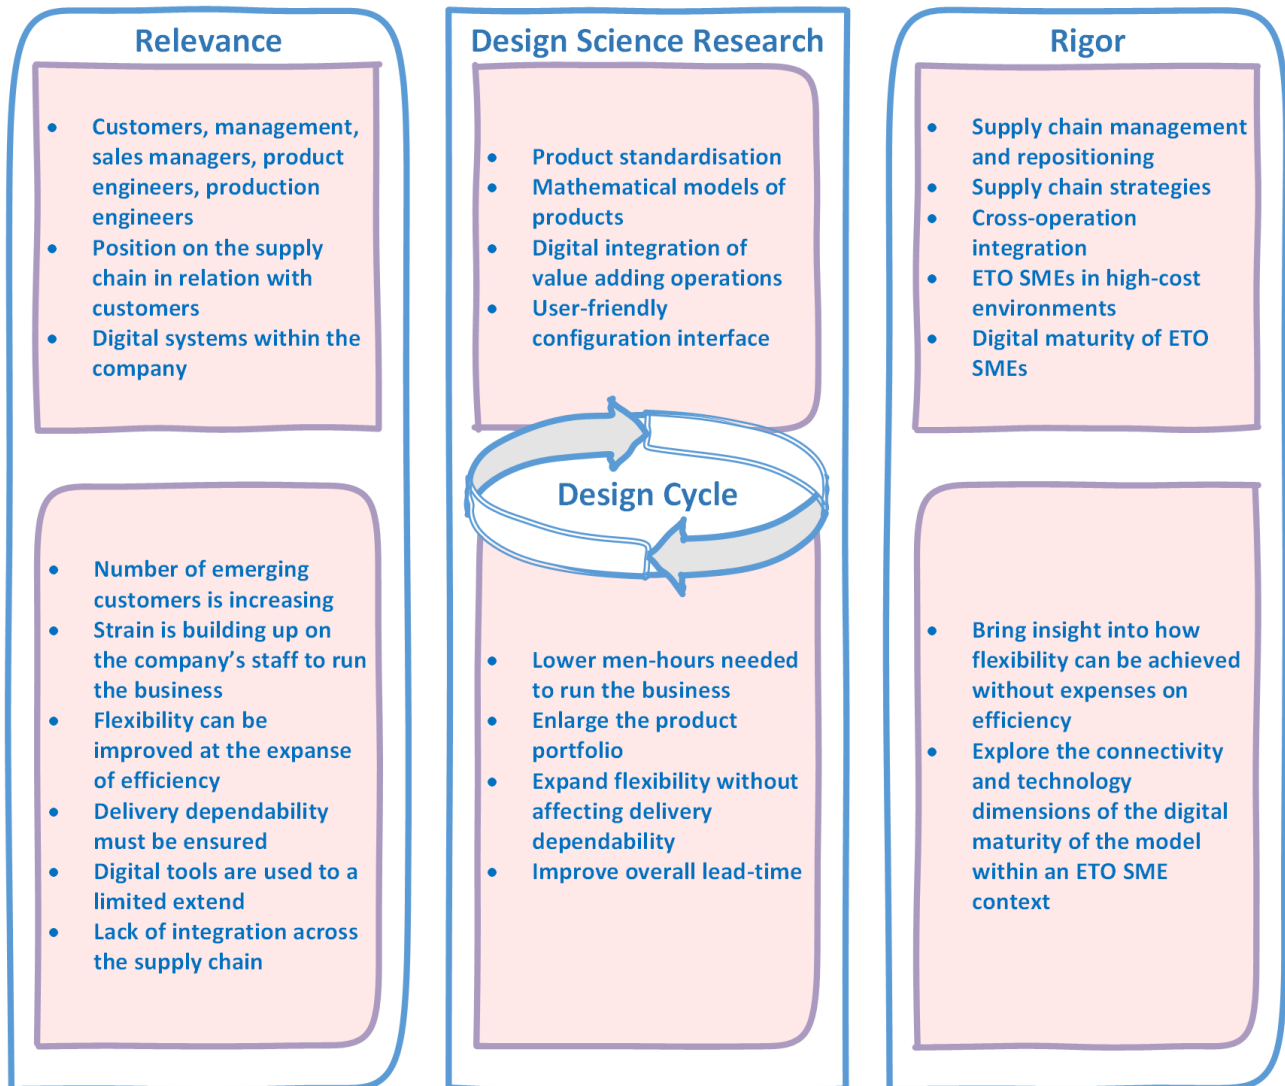 Relevance
• Customers, management,
sales managers, product
engineers, production
engineers
• Position on the supply
chain in relation with
customers
• Digital systems within the
company
• Number of emerging
customers is increasing
• Strain is building up on
the company’s staff to run
the business
• Flexibility can be
improved at the expanse
of efficiency
• Delivery dependability
must be ensured
• Digital tools are used to a
limited extend
• Lack of integration across
the supply chain
Design Science Research
• Product standardisation
• Mathematical models of
products
• Digital integration of
value adding operations
• User-friendly
configuration interface
Design Cycle
• Lower men-hours needed
to run the business
• Enlarge the product
portfolio
• Expand flexibility without
affecting delivery
dependability
• Improve overall lead-time
Rigor
• Supply chain management
and repositioning
• Supply chain strategies
• Cross-operation
integration
• ETO SMEs in high-cost
environments
• Digital maturity of ETO
SMEs
• Bring insight into how
flexibility can be achieved
without expenses on
efficiency
• Explore the connectivity
and technology
dimensions of the digital
maturity of the model
within an ETO SME
context